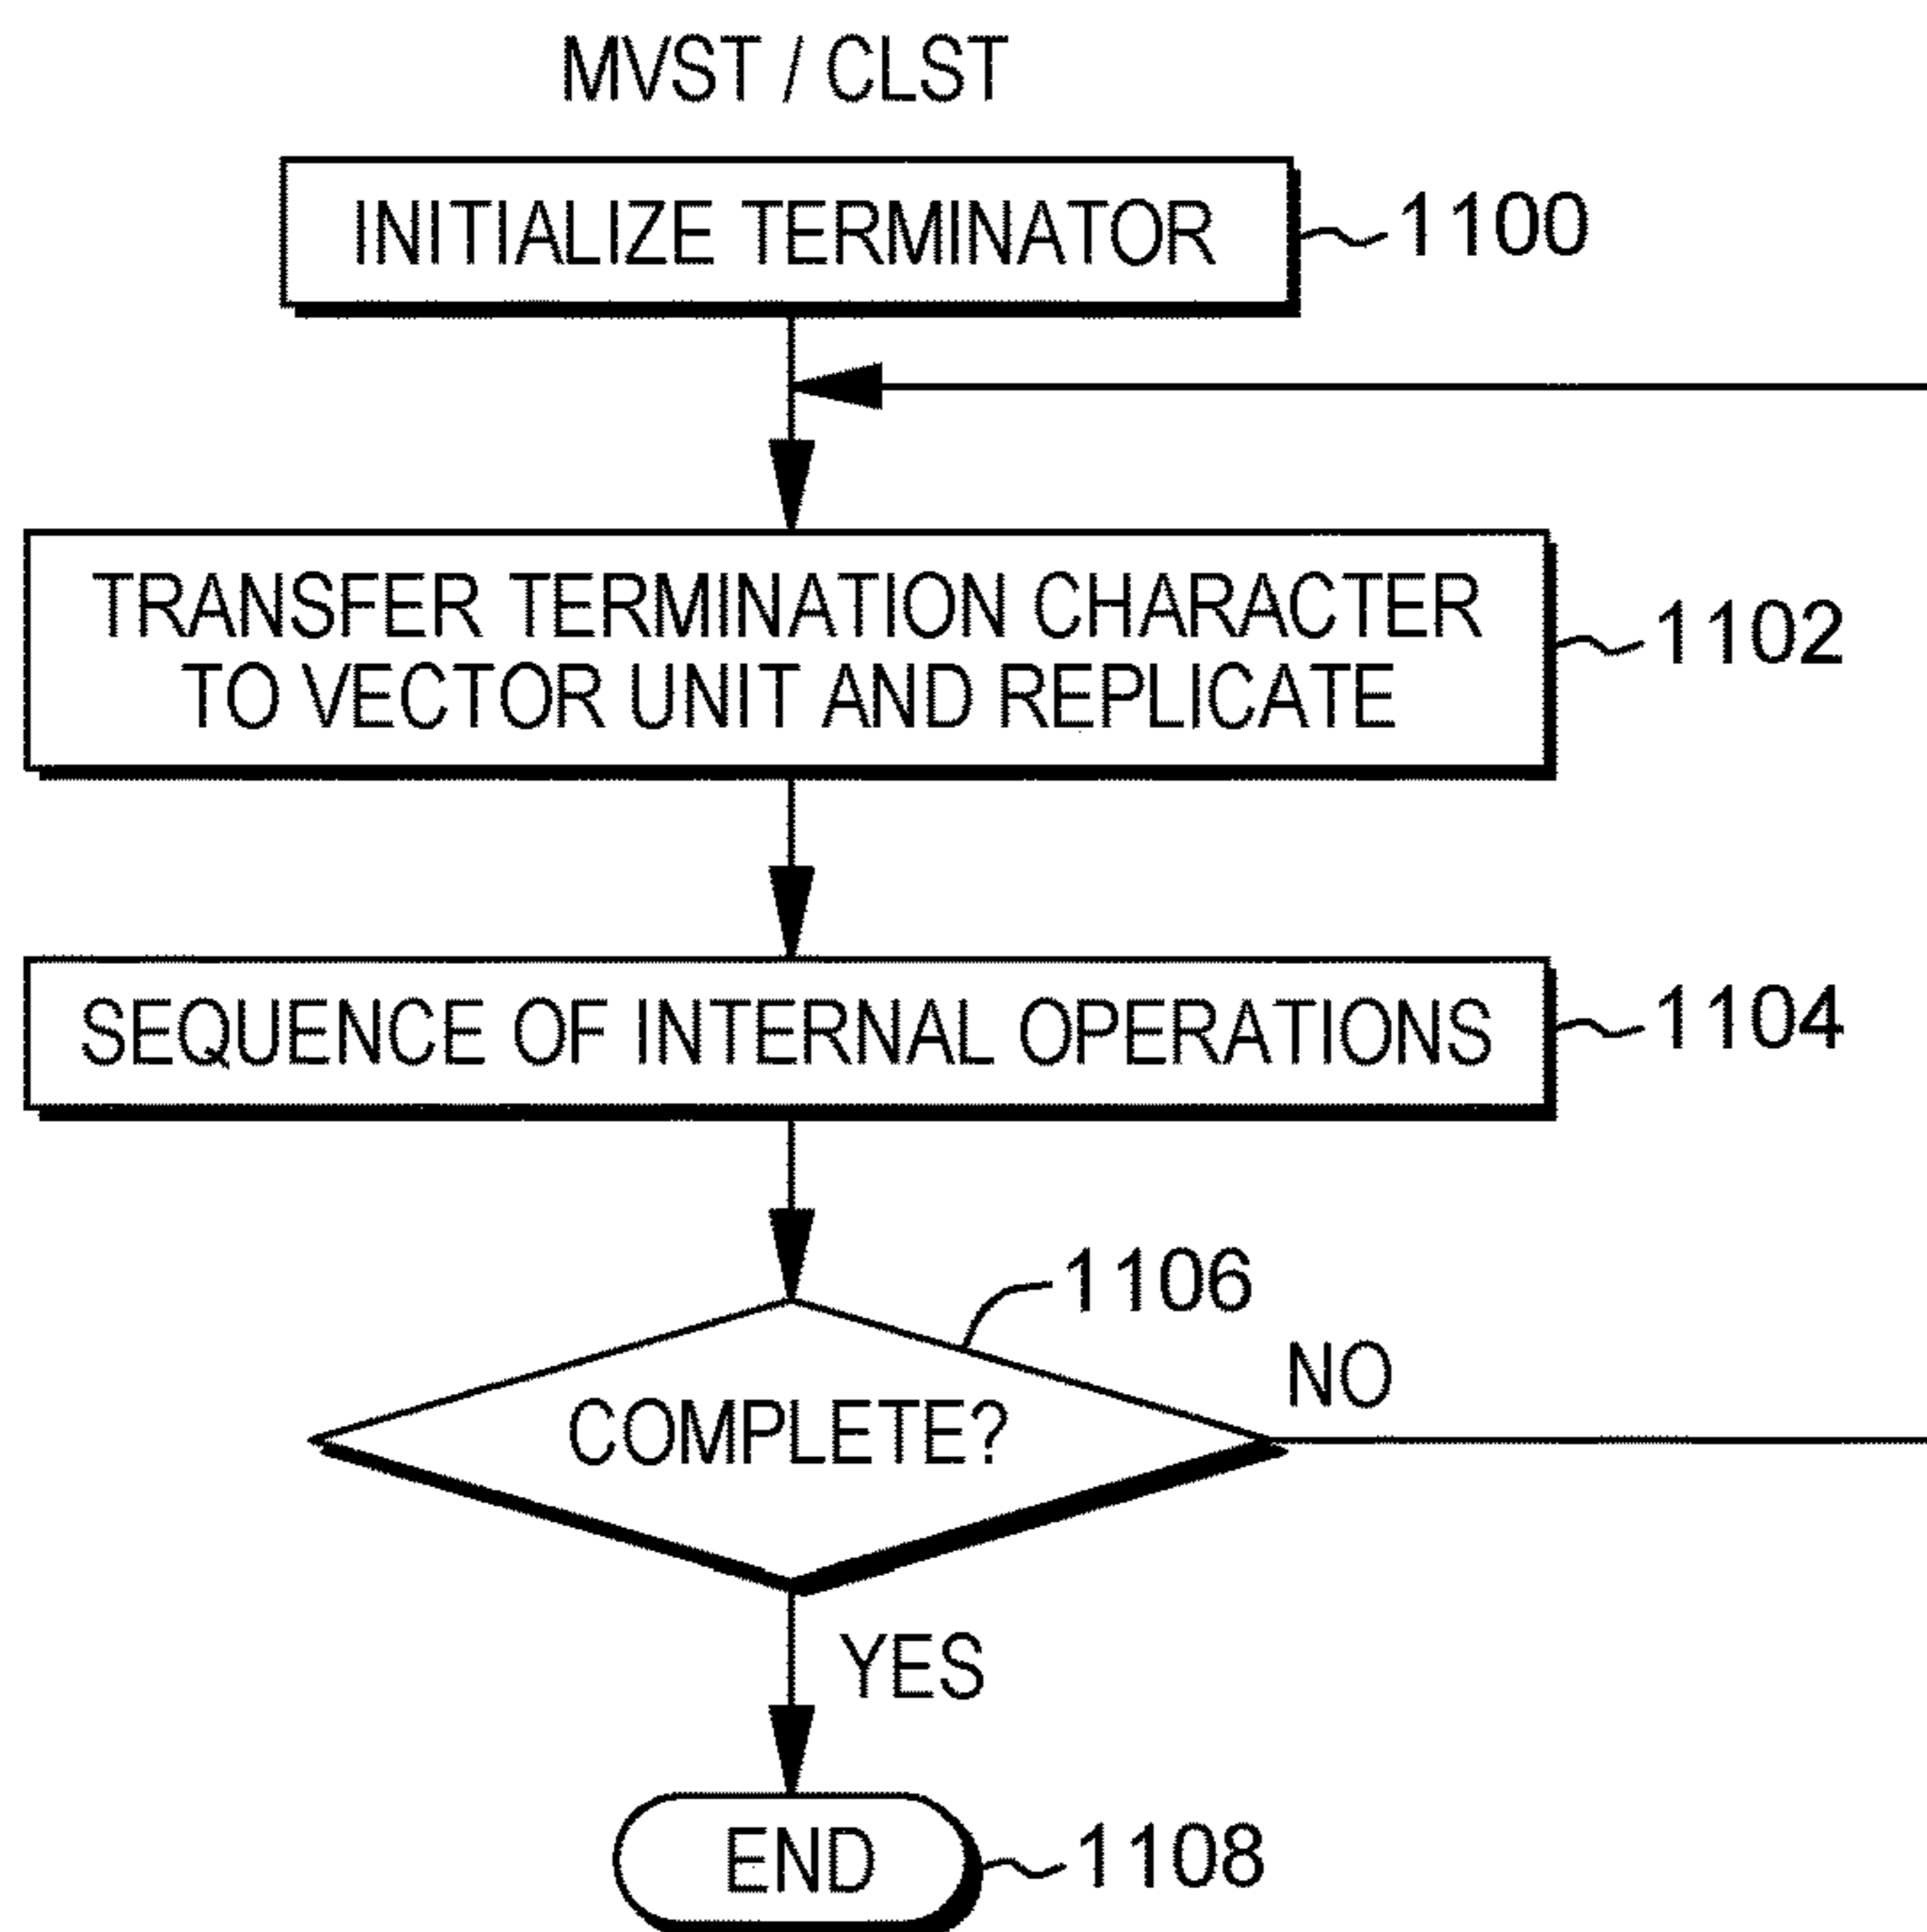 MVST / CLST
INITIALIZE TERMINATOR
1100
TRANSFER TERMINATION CHARACTER
TO VECTOR UNIT AND REPLICATE
1102
SEQUENCE OF INTERNAL OPERATIONS
1104
1106
COMPLETE?
NO
YES
END
1108